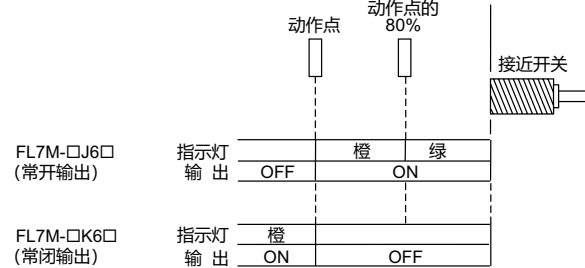 动作点
动作点的
80%
接近开关
FL7M-□J6□
(常开输出)
指示灯 橙 绿
输 出 OFF ON
FL7M-□K6□
(常闭输出)
指示灯 橙
输 出 ON OFF